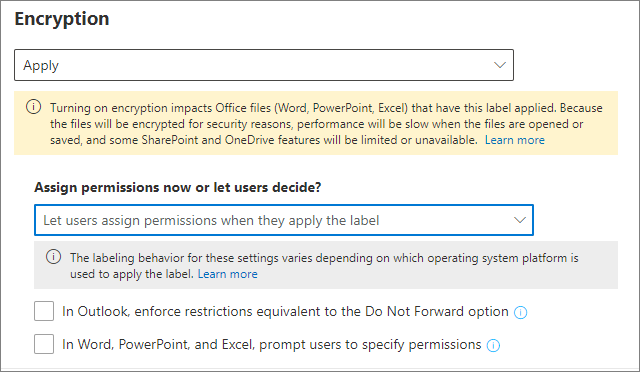 Encryption
Apply
Turning on encryption impacts Office files (Word, PowerPoint, Excel) that have this label applied. Because
the files will be encrypted for security reasons, performance will be slow when the files are opened or
saved, and some SharePoint and OneDrive features will be limited or unavailable. Learn more
Assign permissions now or let users decide?
Let users assign permissions when they apply the label
The labeling behavior for these settings varies depending on which operating system platform is
used to apply the label. Learn more
In Outlook, enforce restrictions equivalent to the Do Not Forward option
In Word, PowerPoint, and Excel, prompt users to specify permissions